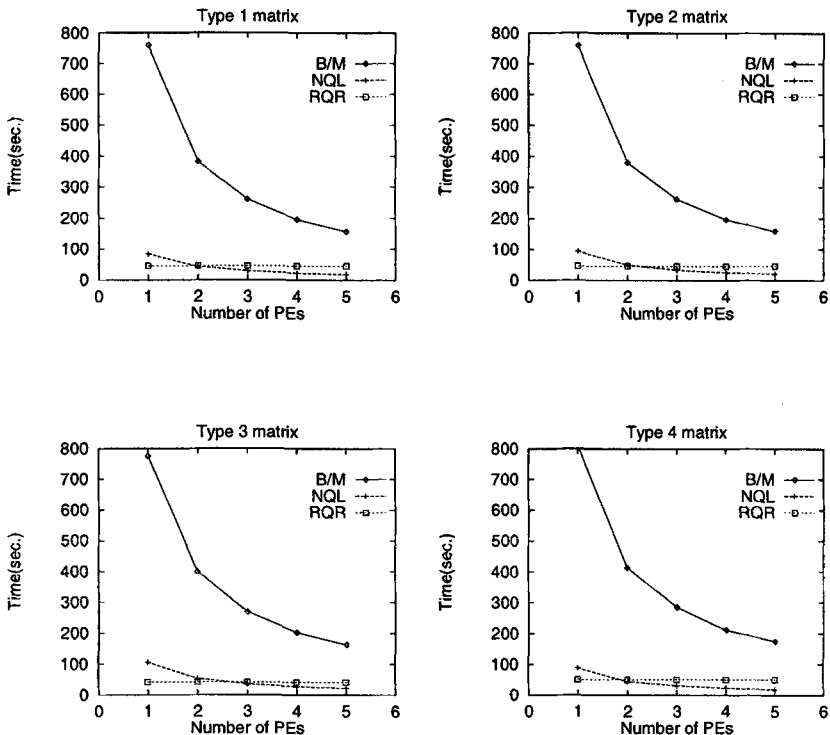 Type 1 matrix
800
700
600
500
400
300
200
100
0
Time(sec.)
B/M
NQL
RQR
0 1 2 3 4 5 6
Number of PEs
Type 2 matrix
800
700
600
500
400
300
200
100
0
Time(sec.)
B/M
NQL
RQR
0 1 2 3 4 5 6
Number of PEs
Type 3 matrix
800
700
600
500
400
300
200
100
0
Time(sec.)
B/M
NQL
RQR
0 1 2 3 4 5 6
Number of PEs
Type 4 matrix
800
700
600
500
400
300
200
100
0
Time(sec.)
B/M
NQL
RQR
0 1 2 3 4 5 6
Number of PEs